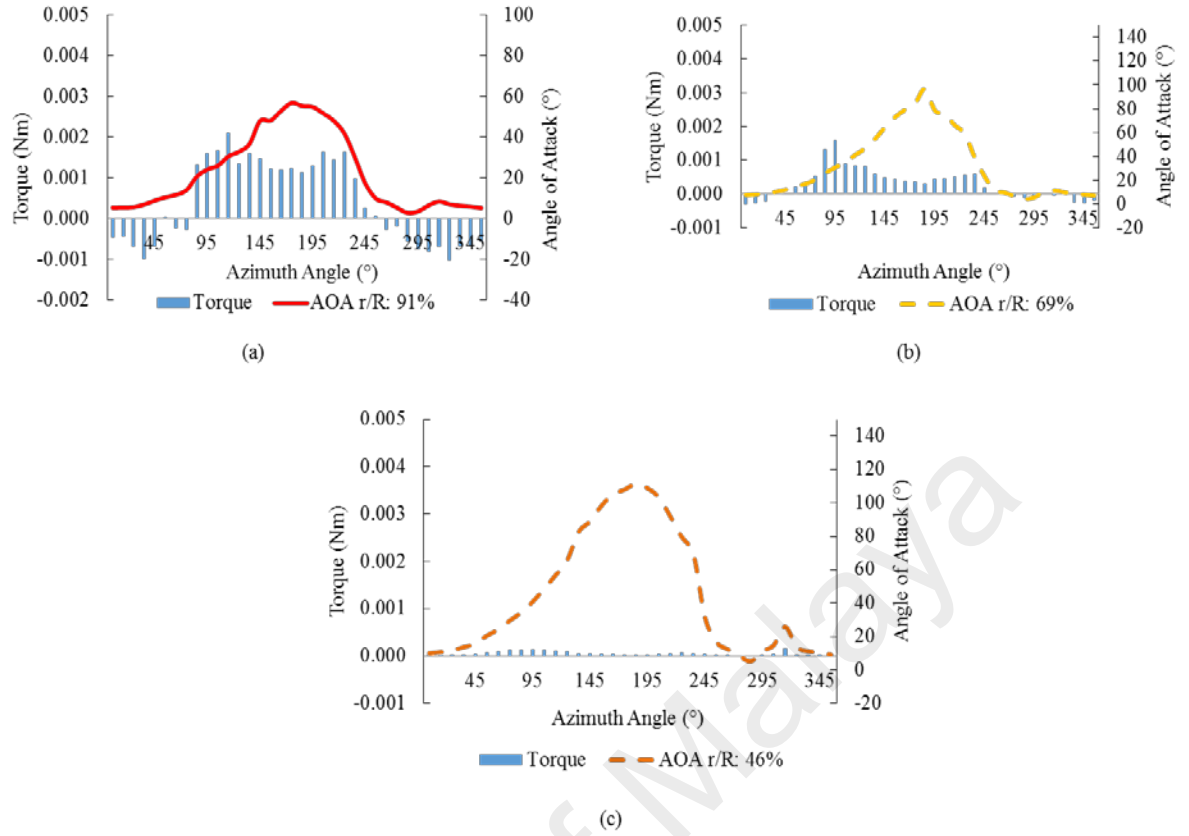 0.005
0.004
0.003
0.002
0.001
0.000
-0.001
-0.002
Torque (Nm)
100
80
60
40
20
0
-20
-40
Angle of Attack (°)
45 95 145 195 245 295 345
Azimuth Angle (°)
Torque AOA r/R: 91%
(a)
0.005
0.004
0.003
0.002
0.001
0.000
-0.001
Torque (Nm)
140
120
100
80
60
40
20
0
-20
Angle of Attack (°)
45 95 145 195 245 295 345
Azimuth Angle (°)
Torque AOA r/R: 69%
(b)
0.005
0.004
0.003
0.002
0.001
0.000
-0.001
Torque (Nm)
140
120
100
80
60
40
20
0
-20
Angle of Attack (°)
45 95 145 195 245 295 345
Azimuth Angle (°)
Torque AOA r/R: 46%
(c)
of Malaya